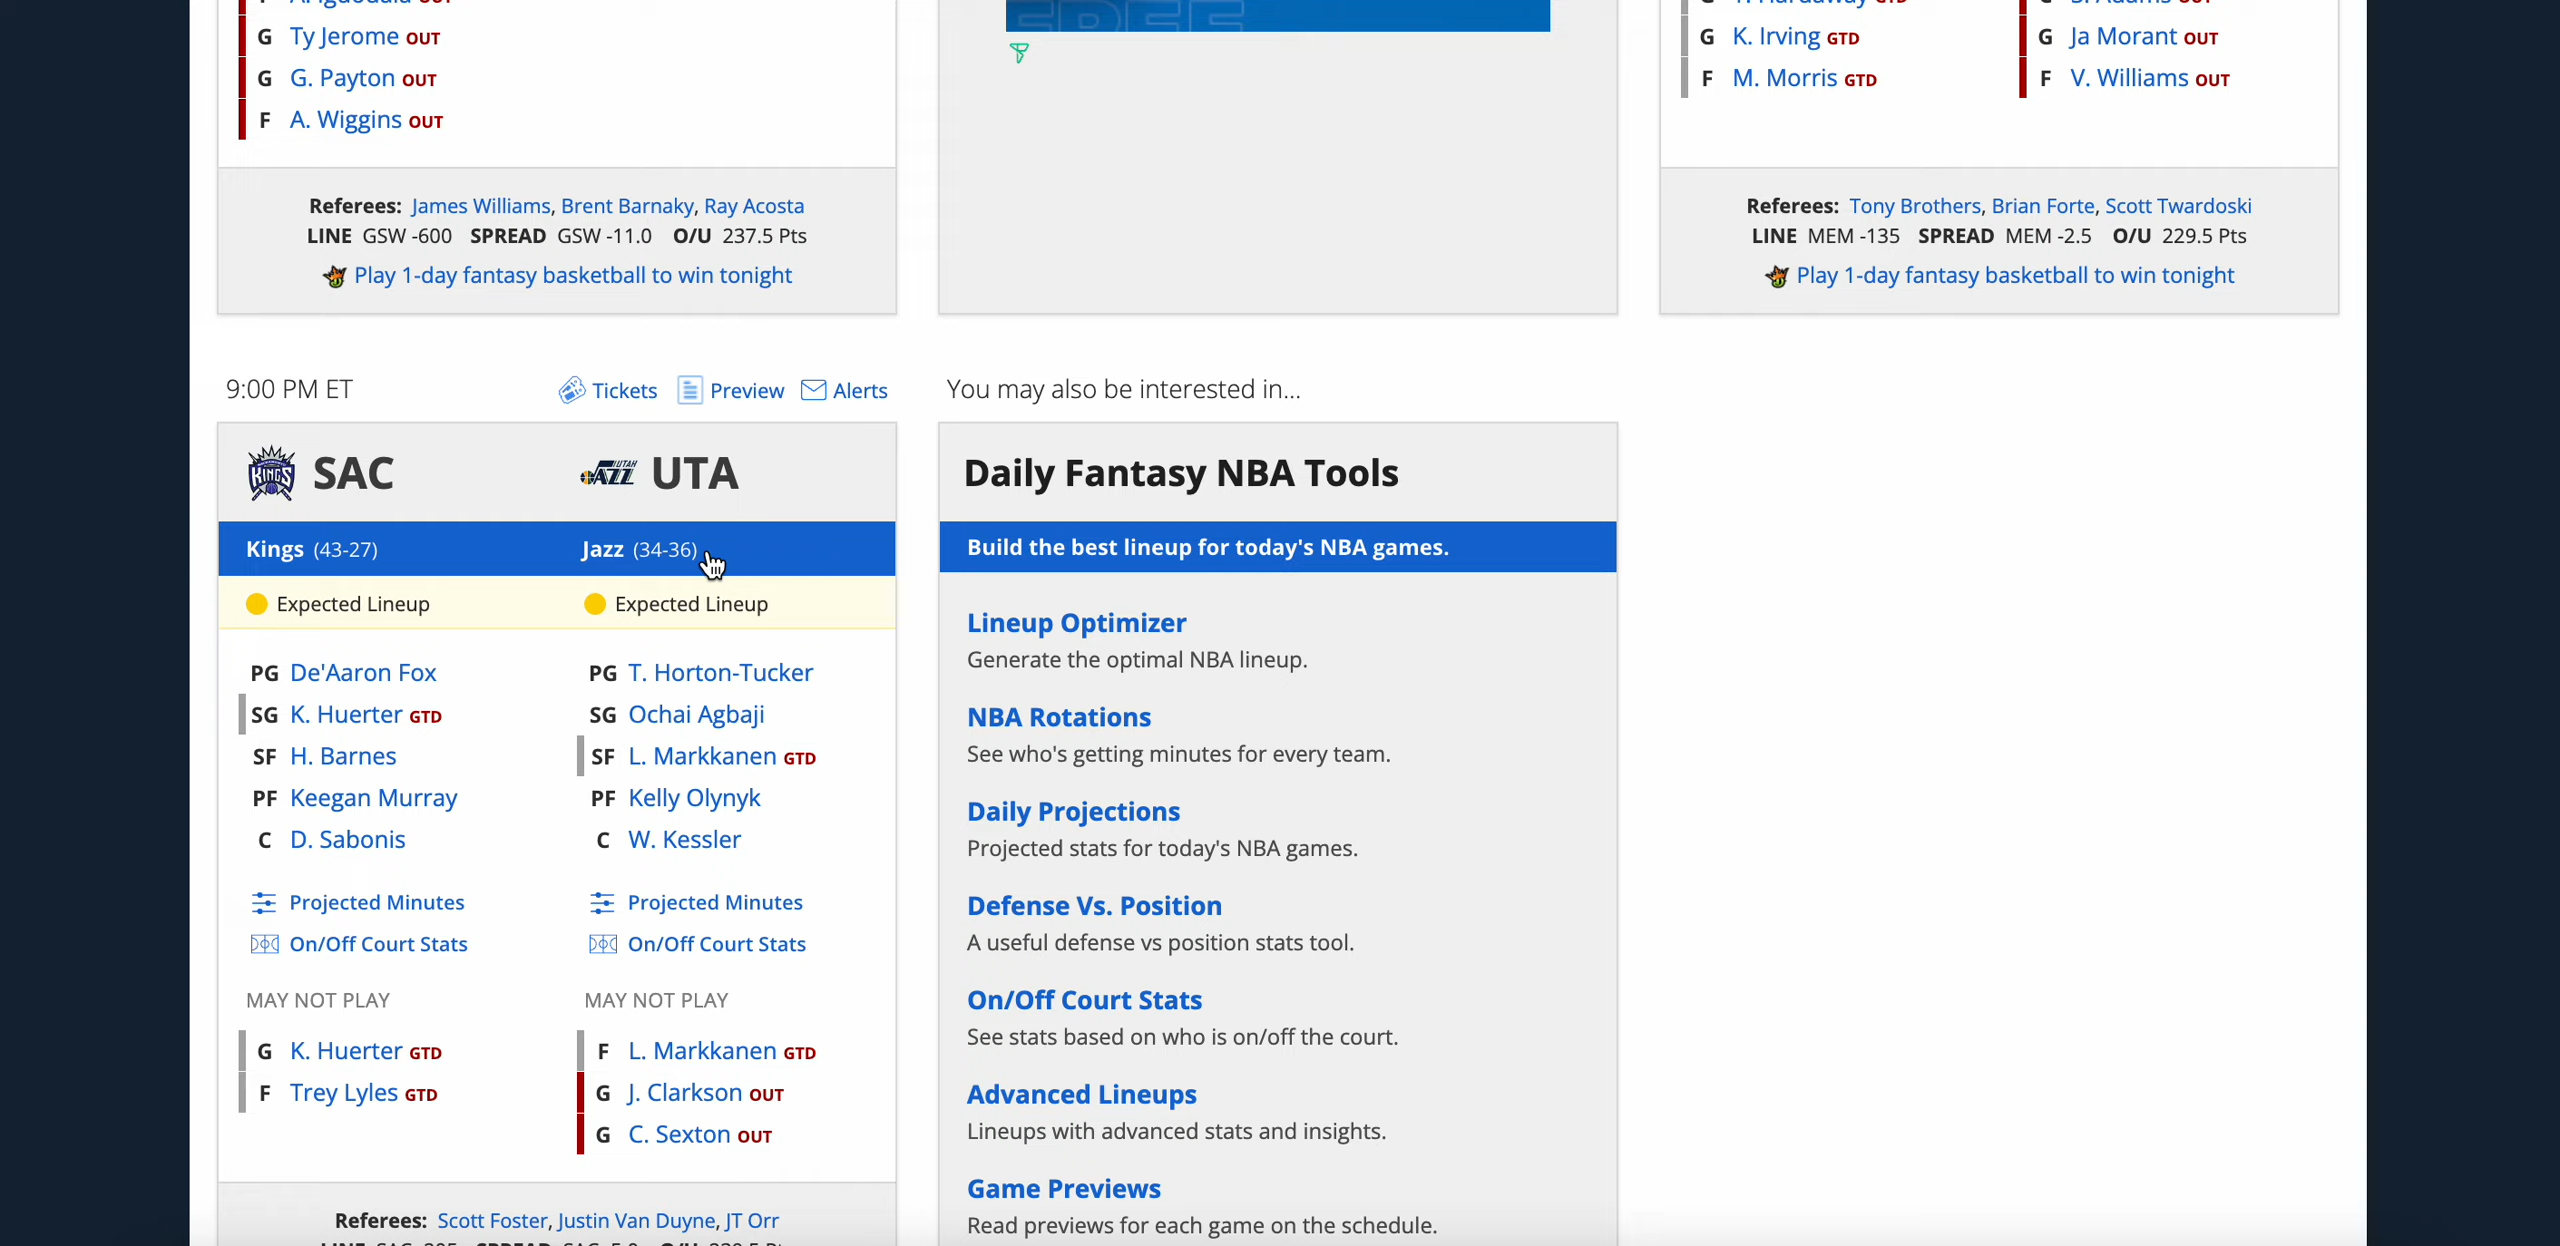 G Ty Jerome OUT
G G. Payton OUT
F A. Wiggins OUT
Referees: James Williams, Brent Barnaky, Ray Acosta
LINE GSW -600 SPREAD GSW -11.0 O/U 237.5 Pts
Play 1-day fantasy basketball to win tonight
G K. Irving GTD
F M. Morris GTD
G Ja Morant OUT
F V. Williams OUT
Referees: Tony Brothers, Brian Forte, Scott Twardoski
LINE MEM -135 SPREAD MEM -2.5 O/U 229.5 Pts
Play 1-day fantasy basketball to win tonight
9:00 PM ET
Tickets Preview Alerts
SAC UTA
Kings (43-27) Jazz (34-36)
Expected Lineup Expected Lineup
PG De'Aaron Fox
SG K. Huerter GTD
SF H. Barnes
PF Keegan Murray
C D. Sabonis
Projected Minutes
On/Off Court Stats
MAY NOT PLAY
G K. Huerter GTD
F Trey Lyles GTD
PG T. Horton-Tucker
SG Ochai Agbaji
SF L. Markkanen GTD
PF Kelly Olynyk
C W. Kessler
Projected Minutes
On/Off Court Stats
MAY NOT PLAY
F L. Markkanen GTD
G J. Clarkson OUT
G C. Sexton OUT
Referees: Scott Foster, Justin Van Duyne, JT Orr
You may also be interested in...
Daily Fantasy NBA Tools
Build the best lineup for today's NBA games.
Lineup Optimizer
Generate the optimal NBA lineup.
NBA Rotations
See who's getting minutes for every team.
Daily Projections
Projected stats for today's NBA games.
Defense Vs. Position
A useful defense vs position stats tool.
On/Off Court Stats
See stats based on who is on/off the court.
Advanced Lineups
Lineups with advanced stats and insights.
Game Previews
Read previews for each game on the schedule.